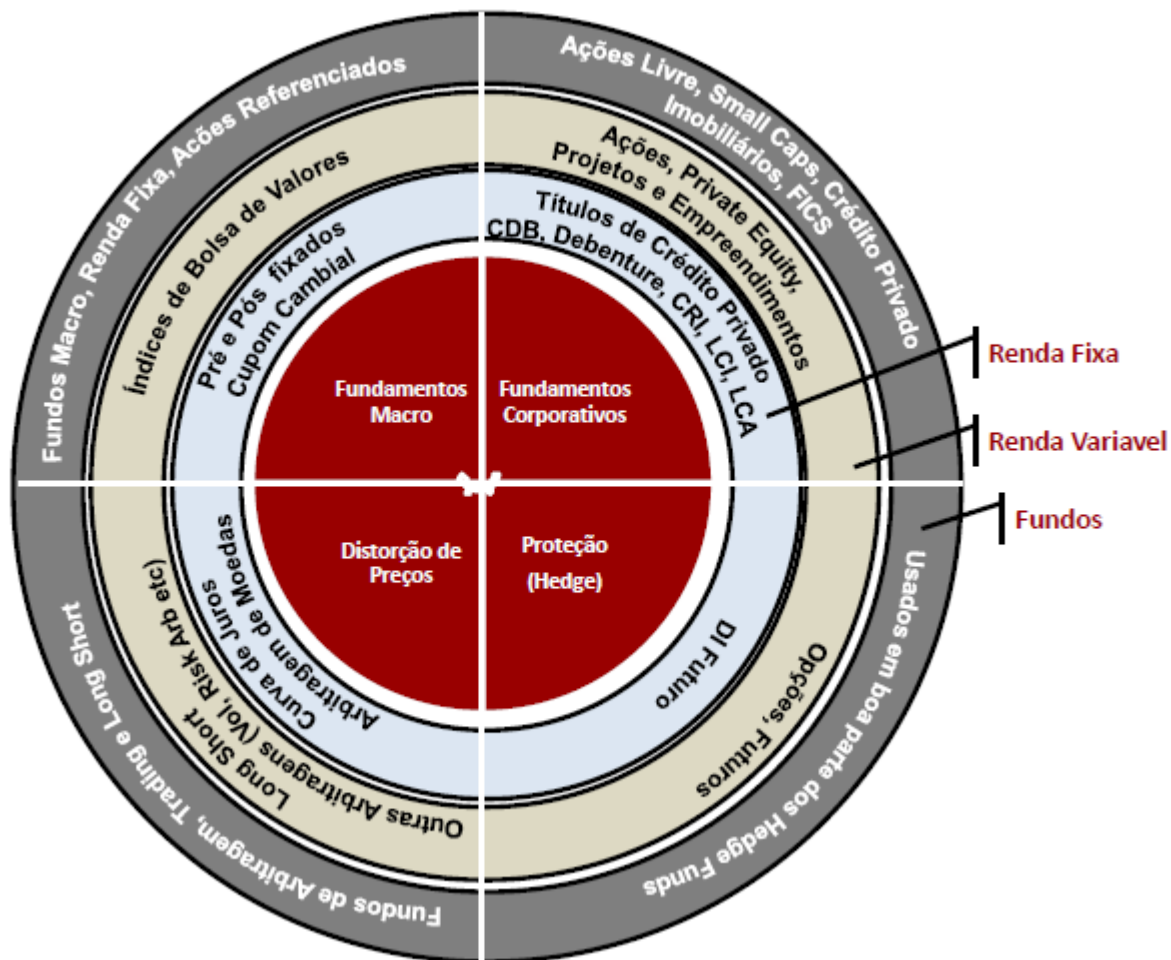 Fundos Macro, Renda Fixa, Acões Referenciados
Índices de Bolsa de Valores
Pré e Pós fixados
Cupom Cambial
Fundamentos
Macro
Ações Livre, Small Caps, Crédito Privado
Imobiliários, FICS
Ações, Private Equity,
Projetos e Empreendimentos
Títulos de Crédito Privado
CDB. Debenture, CRI, LCI, LCA
Fundamentos
Corporativos
Renda Fixa
Renda Variavel
Fundos
Distorção de
Preços
Arbitragem de Moedas
Curva de Juros
Outras Arbitragens (Vol, Risk Arb etc)
Long Short
Fundos de Arbitragem, Trading e Long Short
Proteção
(Hedge)
DI Futuro
Opções, Futuros
Usados em boa parte dos Hedge Funds